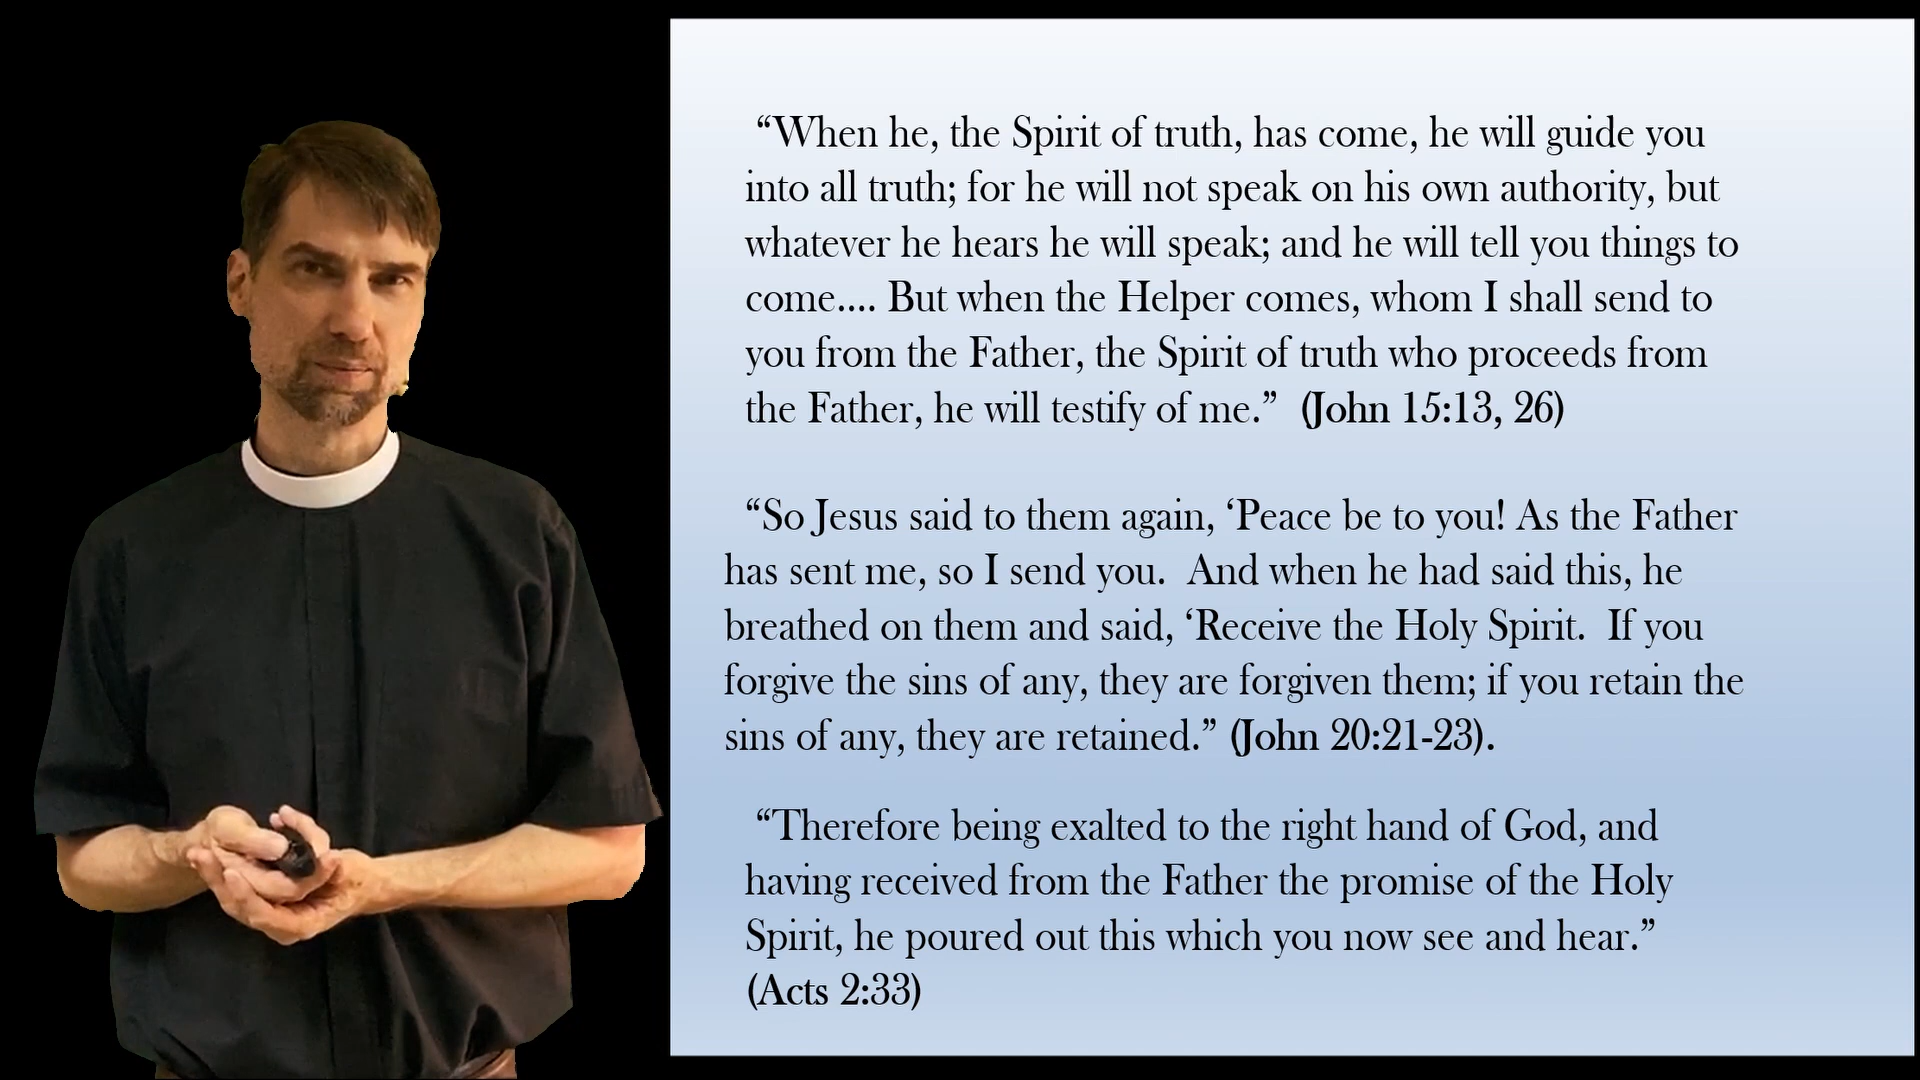 “When he, the Spirit of truth, has come, he will guide you
into all truth; for he will not speak on his own authority, but
whatever he hears he will speak; and he will tell you things to
come.... But when the Helper comes, whom I shall send to
you from the Father, the Spirit of truth who proceeds from
the Father, he will testify of me.”  (John 15:13, 26)
“So Jesus said to them again, ‘Peace be to you! As the Father
has sent me, so I send you.  And when he had said this, he
breathed on them and said, ‘Receive the Holy Spirit.  If you
forgive the sins of any, they are forgiven them; if you retain the
sins of any, they are retained.” (John 20:21-23).
“Therefore being exalted to the right hand of God, and
having received from the Father the promise of the Holy
Spirit, he poured out this which you now see and hear.”
(Acts 2:33)